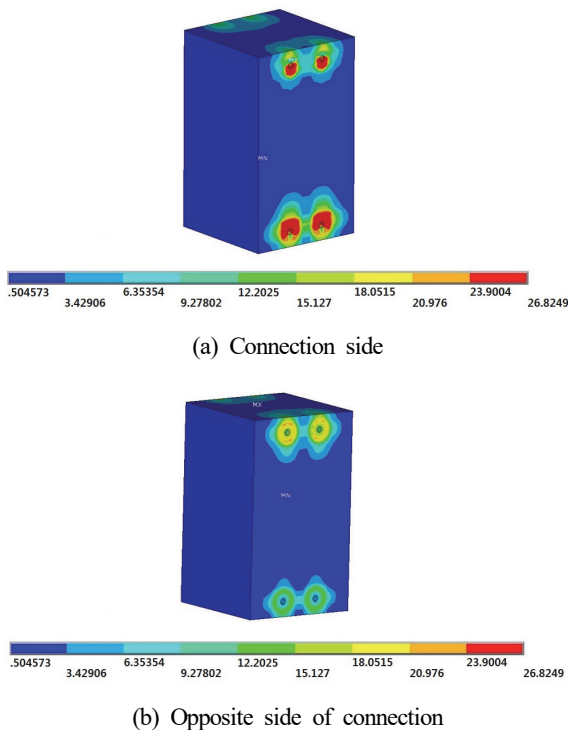 MN
.504573 3.42906 6.35354 9.27802 12.2025 15.127 18.0515 20.976 23.9004 26.8249
(a) Connection side
MX
MN
.504573 3.42906 6.35354 9.27802 12.2025 15.127 18.0515 20.976 23.9004 26.8249
(b) Opposite side of connection